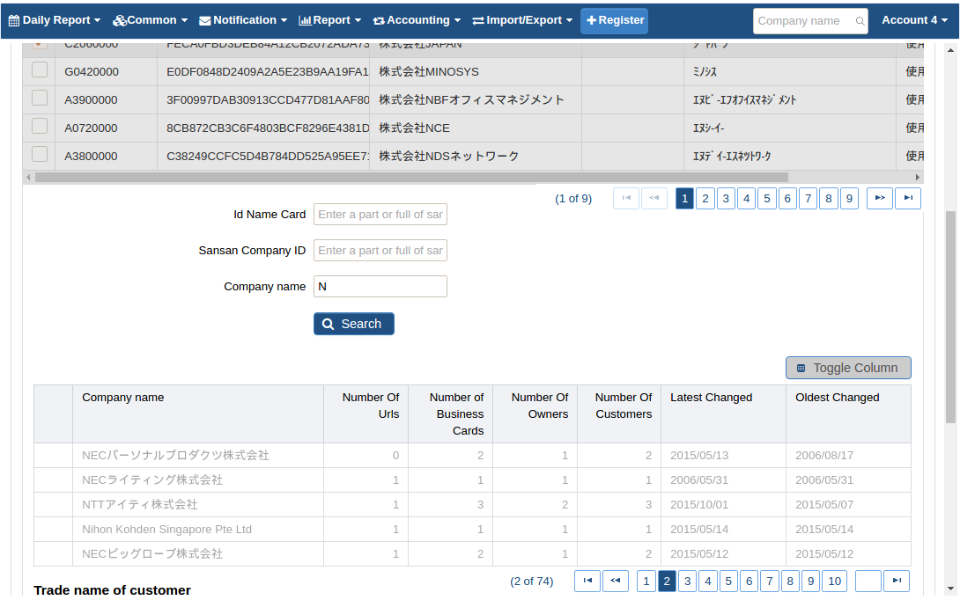 Daily Report Common Notification Report Accounting Import/Export Register Company name Account 4
C2060000 FECA0FBD3DEB84A12CB2072ADA73 株式会社JAPAN
G0420000 E0DF0848D2409A2A5E23B9AA19FA1 株式会社MINOSYS ﾐﾉｼｽ 使用
A3900000 3F00997DAB30913CCD477D81AAF80 株式会社NBFオフィスマネジメント ｴﾇﾋﾞ-ｴﾌｵﾌｲｽﾏﾈｼﾞﾒﾝﾄ 使用
A0720000 8CB872CB3C6F4803BCF8296E4381D 株式会社NCE ｴﾇｼ-ｲ- 使用
A3800000 C38249CCFC5D4B784DD525A95EE7 株式会社NDSネットワーク ｴﾇﾃﾞｲ-ｴｽﾈﾂﾄﾜ-ｸ 使用
(1 of 9) 1 2 3 4 5 6 7 8 9
Id Name Card Enter a part or full of sar
Sansan Company ID Enter a part or full of sar
Company name N
Search
Toggle Column
Company name Number Of Urls Number of Business Cards Number Of Owners Number Of Customers Latest Changed Oldest Changed
NECパーソナルプロダクツ株式会社 0 2 1 2 2015/05/13 2006/08/17
NECライティング株式会社 1 1 1 1 2006/05/31 2006/05/31
NTTアイティ株式会社 1 3 2 3 2015/10/01 2015/05/07
Nihon Kohden Singapore Pte Ltd 1 1 1 1 2015/05/14 2015/05/14
NECビッグローブ株式会社 1 2 1 2 2015/05/12 2015/05/12
(2 of 74) 1 2 3 4 5 6 7 8 9 10
Trade name of customer